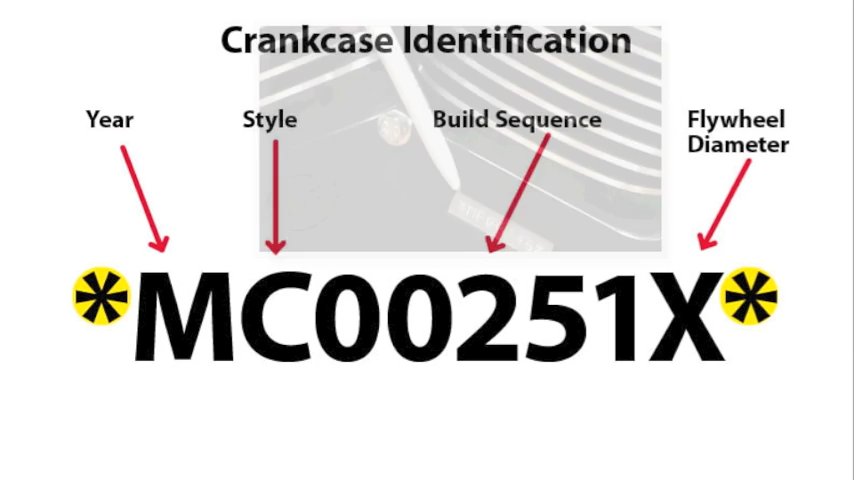 Crankcase Identification
Year
Style
Build Sequence
Flywheel
Diameter
*MC00251X*